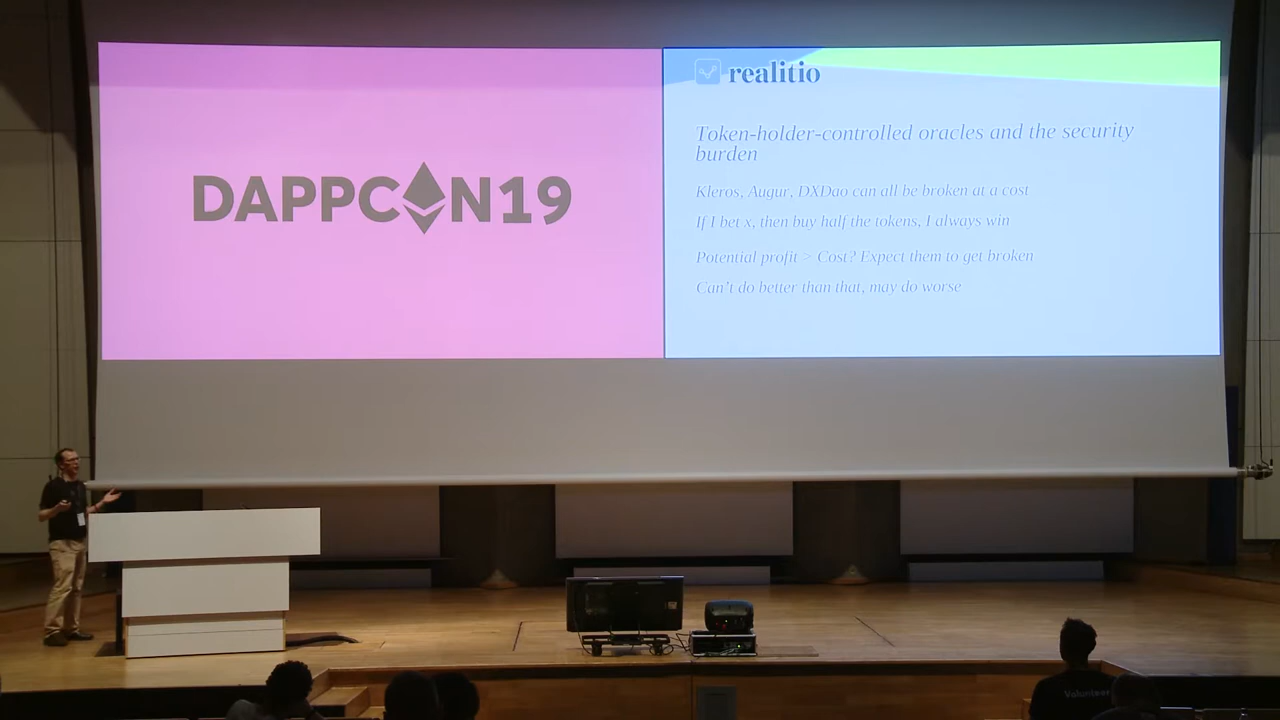 DAPPCON19
realitio
Token-holder-controlled oracles and the security
burden
Kleros, Augur, DXDao can all be broken at a cost
If I bet x, then buy half the tokens, I always win
Potential profit > Cost? Expect them to get broken
Can't do better than that, may do worse
Volunteer